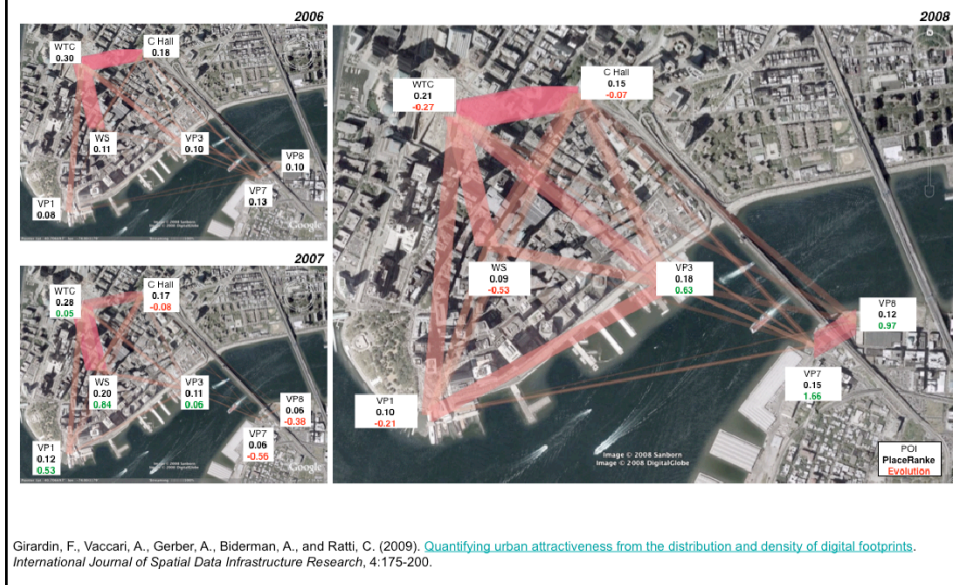 2006
WTC
0.30
C Hall
0.18
WS
0.11
VP3
0.10
VP8
0.10
VP7
0.13
VP1
0.08
Google
2007
WTC
0.28
0.05
C Hall
0.17
-0.08
WS
0.20
0.84
VP3
0.11
0.06
VP8
0.06
-0.38
VP7
0.06
-0.56
VP1
0.12
0.53
Google
2008
WTC
0.21
-0.27
C Hall
0.15
-0.07
WS
0.09
-0.53
VP3
0.18
0.63
VP8
0.12
0.97
VP7
0.15
1.66
VP1
0.10
-0.21
Image © 2008 Sanborn
Image © 2008 DigitalGlobe
POI
PlaceRanke
Evolution
Girardin, F., Vaccari, A., Gerber, A., Biderman, A., and Ratti, C. (2009). Quantifying urban attractiveness from the distribution and density of digital footprints.
International Journal of Spatial Data Infrastructure Research, 4:175-200.